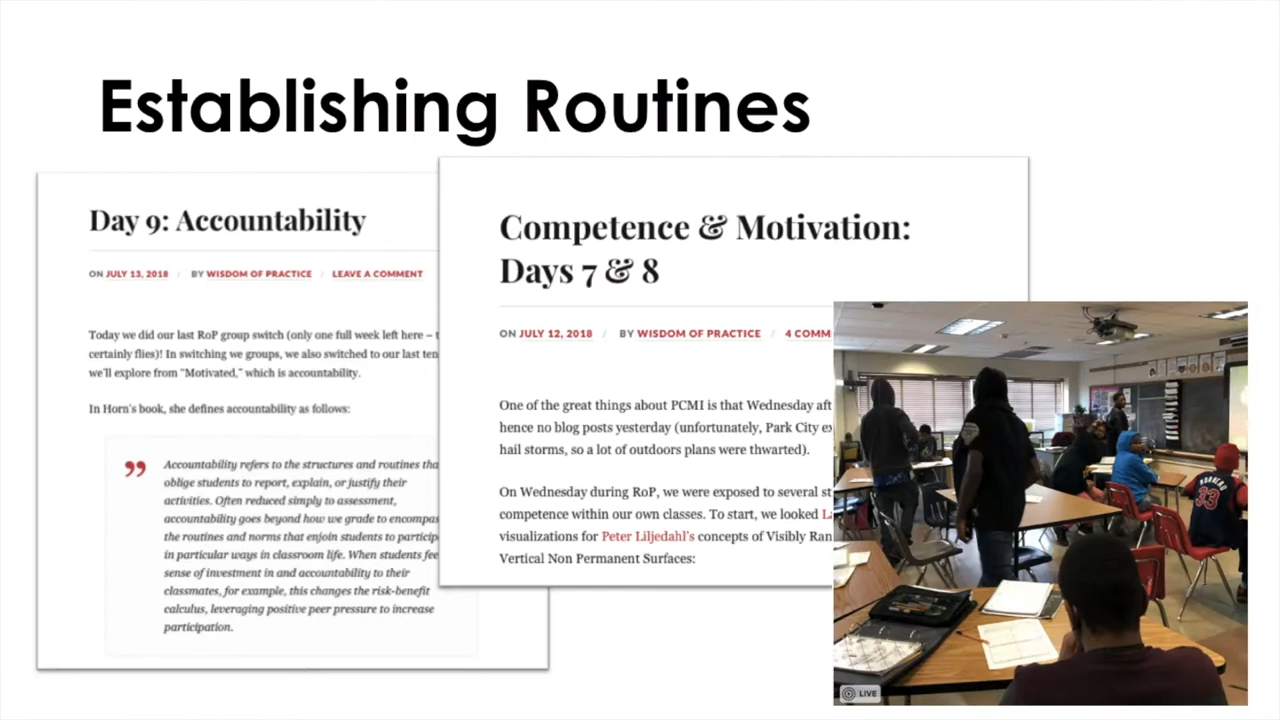 Establishing Routines
Day 9: Accountability
ON JULY 13, 2018 / BY WISDOM OF PRACTICE / LEAVE A COMMENT
Today we did our last RoP group switch (only one full week left here –
certainly flies)! In switching we groups, we also switched to our last ten
we'll explore from "Motivated," which is accountability.
In Horn's book, she defines accountability as follows:
Accountability refers to the structures and routines tha
oblige students to report, explain, or justify their
activities. Often reduced simply to assessment,
accountability goes beyond how we grade to encompas
the routines and norms that enjoin students to particip
in particular ways in classroom life. When students fee
sense of investment in and accountability to their
classmates, for example, this changes the risk-benefit
calculus, leveraging positive peer pressure to increase
participation.
Competence & Motivation:
Days 7 & 8
ON JULY 12, 2018 / BY WISDOM OF PRACTICE / 4 COMM
One of the great things about PCMI is that Wednesday aft
hence no blog posts yesterday (unfortunately, Park City ex
hail storms, so a lot of outdoors plans were thwarted).
On Wednesday during RoP, we were exposed to several st
competence within our own classes. To start, we looked La
visualizations for Peter Liljedahl's concepts of Visibly Ran
Vertical Non Permanent Surfaces:
33
LIVE